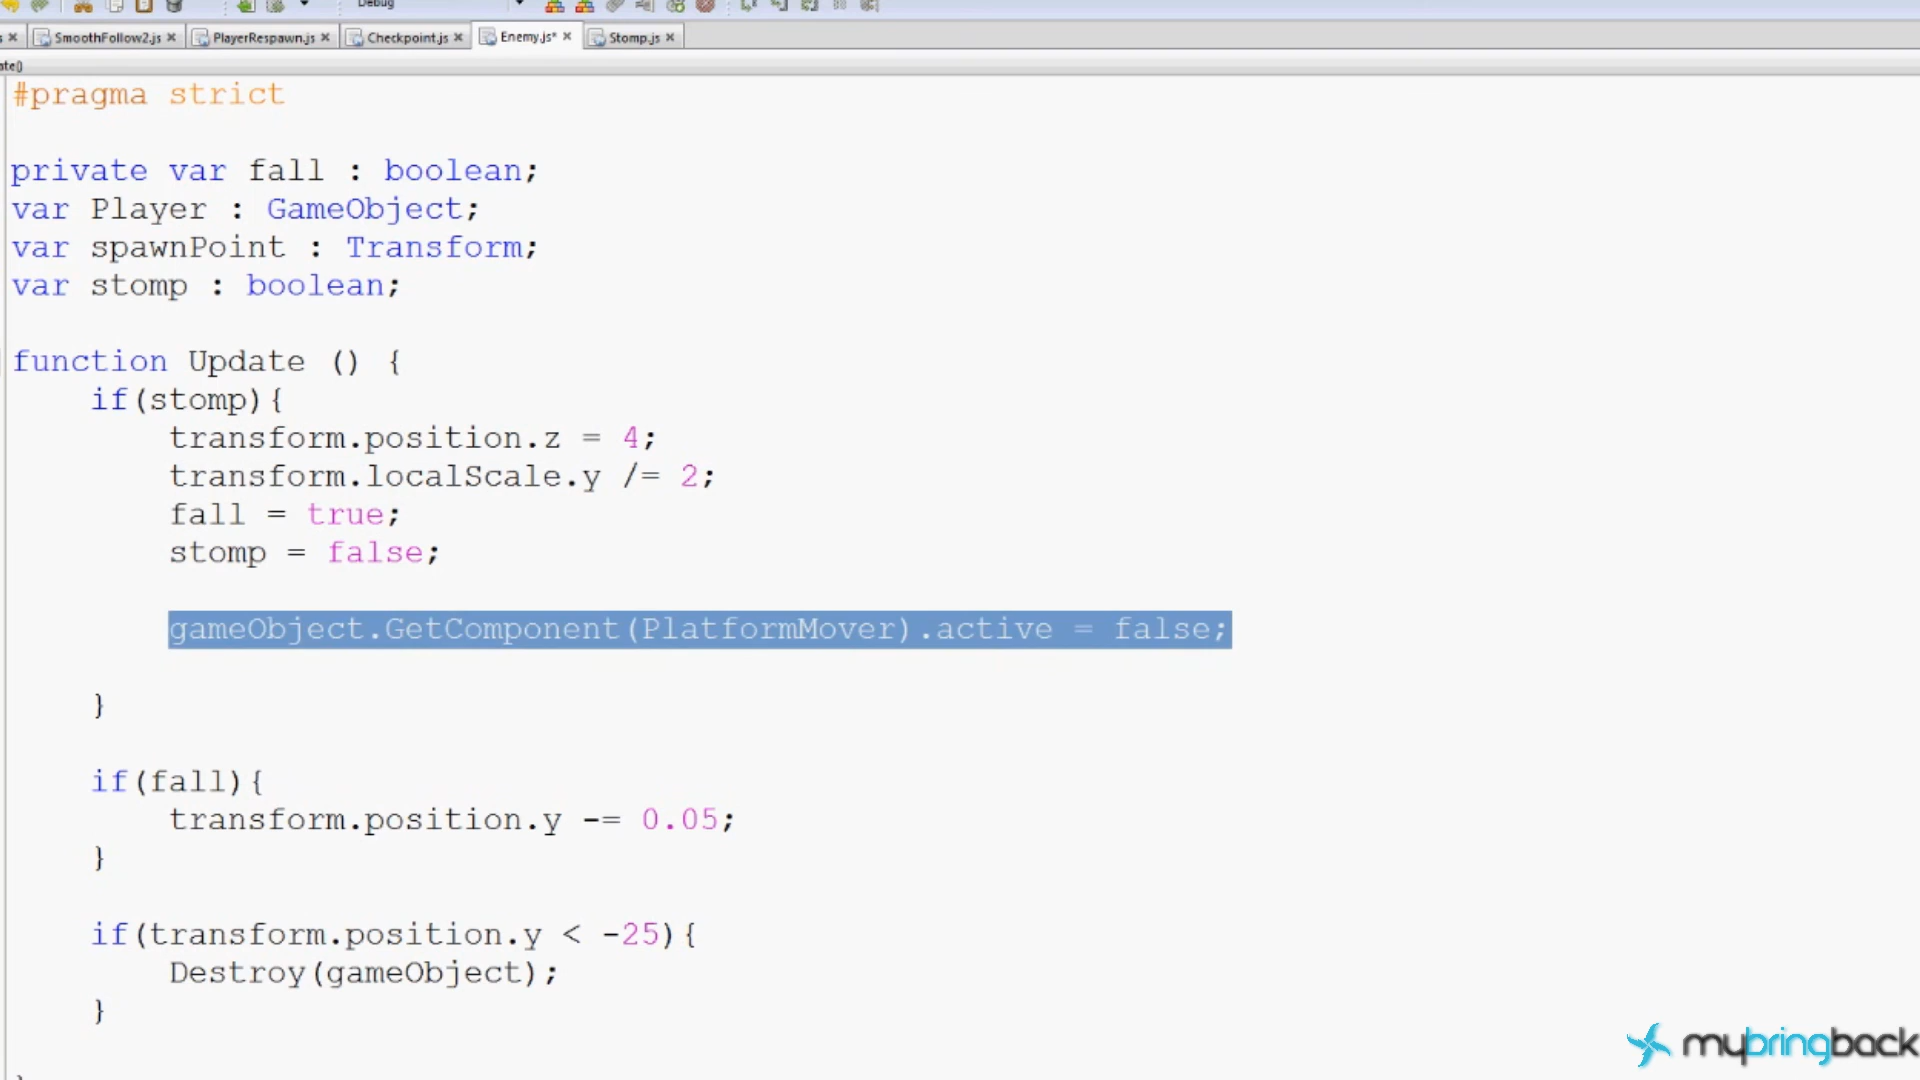 Debug
SmoothFollow2.js
PlayerRespawn.js
Checkpoint.js
Enemy.js*
Stomp.js
ate()
#pragma strict
private var fall : boolean;
var Player : GameObject;
var spawnPoint : Transform;
var stomp : boolean;
function Update () {
if(stomp){
transform.position.z = 4;
transform.localScale.y /= 2;
fall = true;
stomp = false;
gameObject.GetComponent(PlatformMover).active = false;
}
if(fall){
transform.position.y -= 0.05;
}
if(transform.position.y < -25){
Destroy(gameObject);
}
mybringback